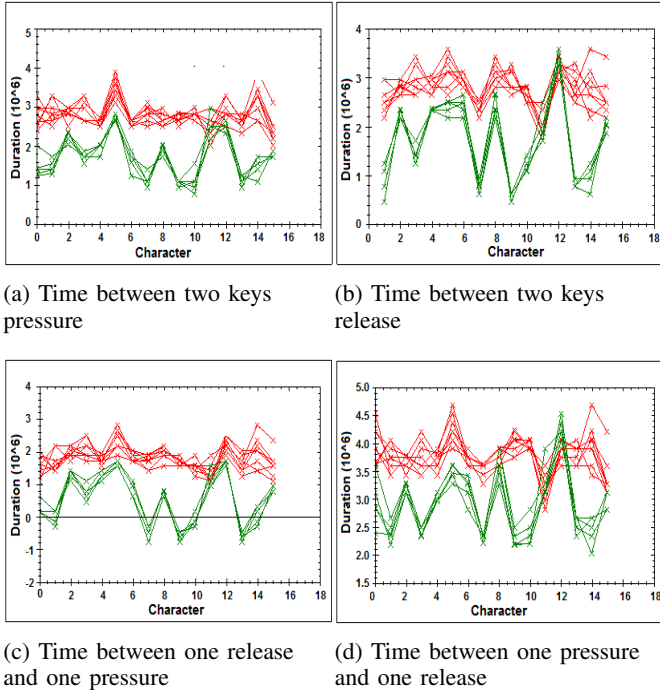 5
4
3
2
1
0
Duration (10^6)
0 2 4 6 8 10 12 14 16 18
Character
4
3
2
1
0
Duration (10^6)
0 2 4 6 8 10 12 14 16 18
Character
(a) Time between two keys
pressure
(b) Time between two keys
release
4
3
2
1
0
-1
-2
Duration (10^6)
0 2 4 6 8 10 12 14 16 18
Character
5.0
4.5
4.0
3.5
3.0
2.5
2.0
1.5
Duration (10^6)
0 2 4 6 8 10 12 14 16 18
Character
(c) Time between one release
and one pressure
(d) Time between one pressure
and one release